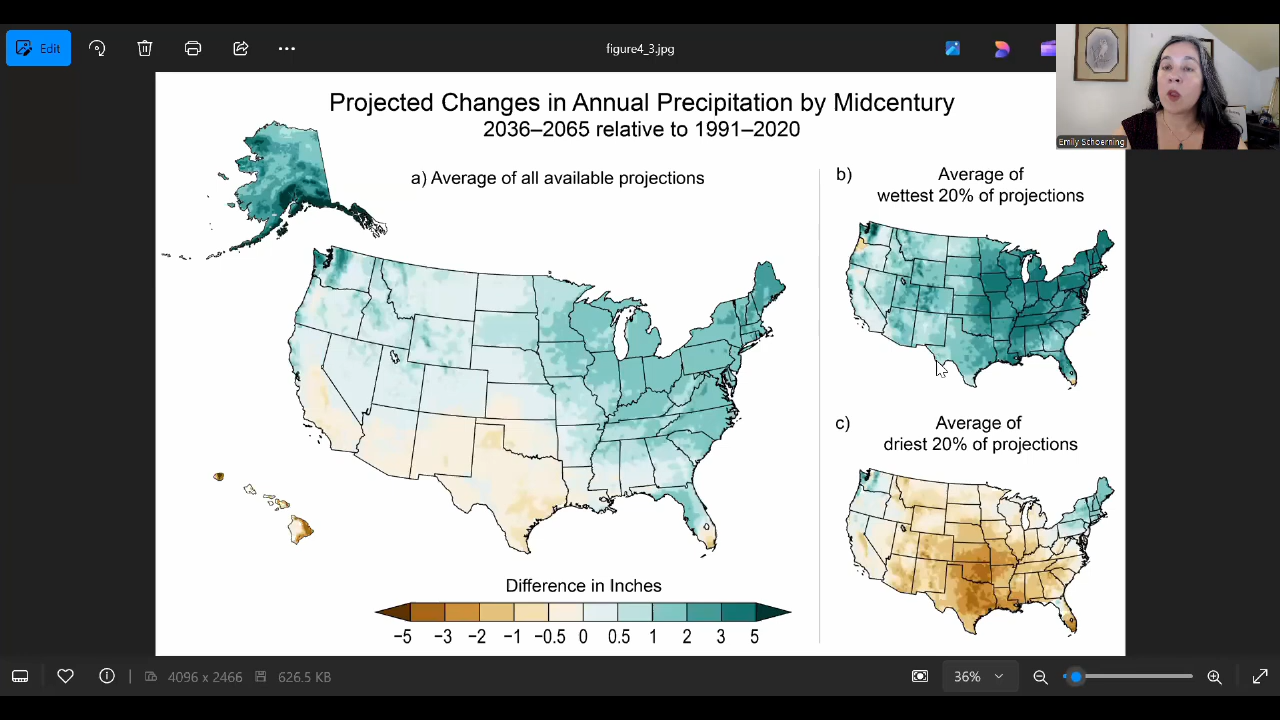 Edit
figure4_3.jpg
Emily Schoerning
Projected Changes in Annual Precipitation by Midcentury
2036–2065 relative to 1991–2020
a) Average of all available projections
b) Average of
wettest 20% of projections
c) Average of
driest 20% of projections
Difference in Inches
−5 −3 −2 −1 −0.5 0 0.5 1 2 3 5
4096 x 2466 626.5 KB
36%